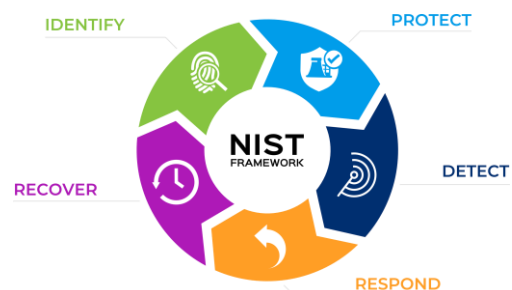 IDENTIFY
PROTECT
NIST
FRAMEWORK
DETECT
RECOVER
RESPOND